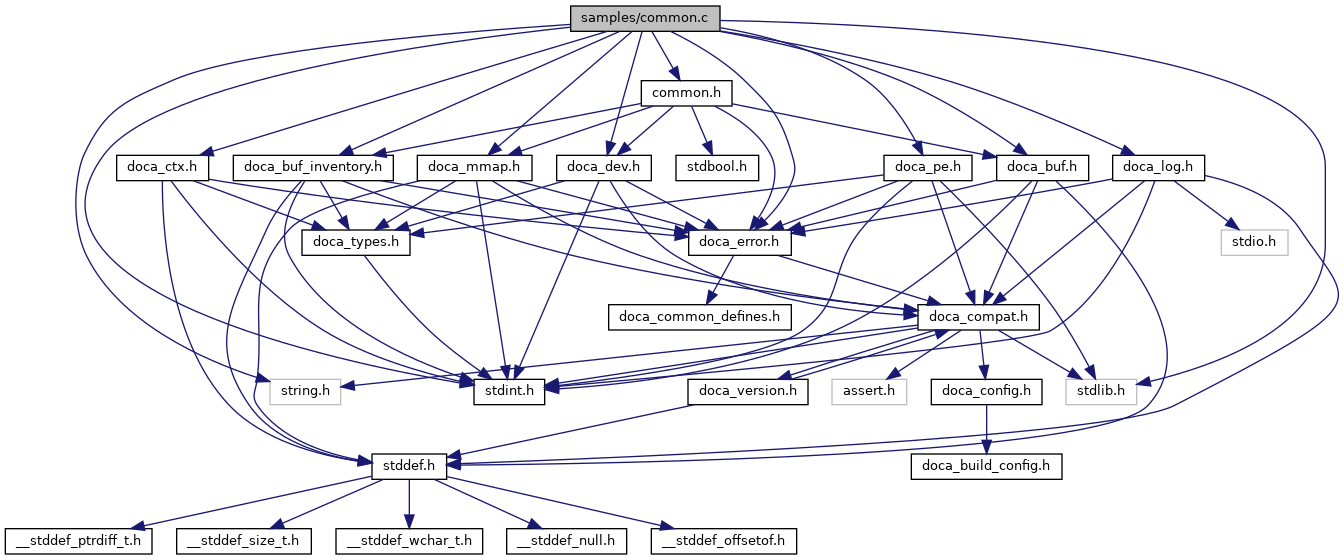 samples/common.c
common.h
doca_ctx.h
doca_buf_inventory.h
doca_mmap.h
doca_dev.h
stdbool.h
doca_pe.h
doca_buf.h
doca_log.h
doca_types.h
doca_error.h
stdio.h
doca_common_defines.h
doca_compat.h
string.h
stdint.h
doca_version.h
assert.h
doca_config.h
stdlib.h
stddef.h
doca_build_config.h
__stddef_ptrdiff_t.h
__stddef_size_t.h
__stddef_wchar_t.h
__stddef_null.h
__stddef_offsetof.h